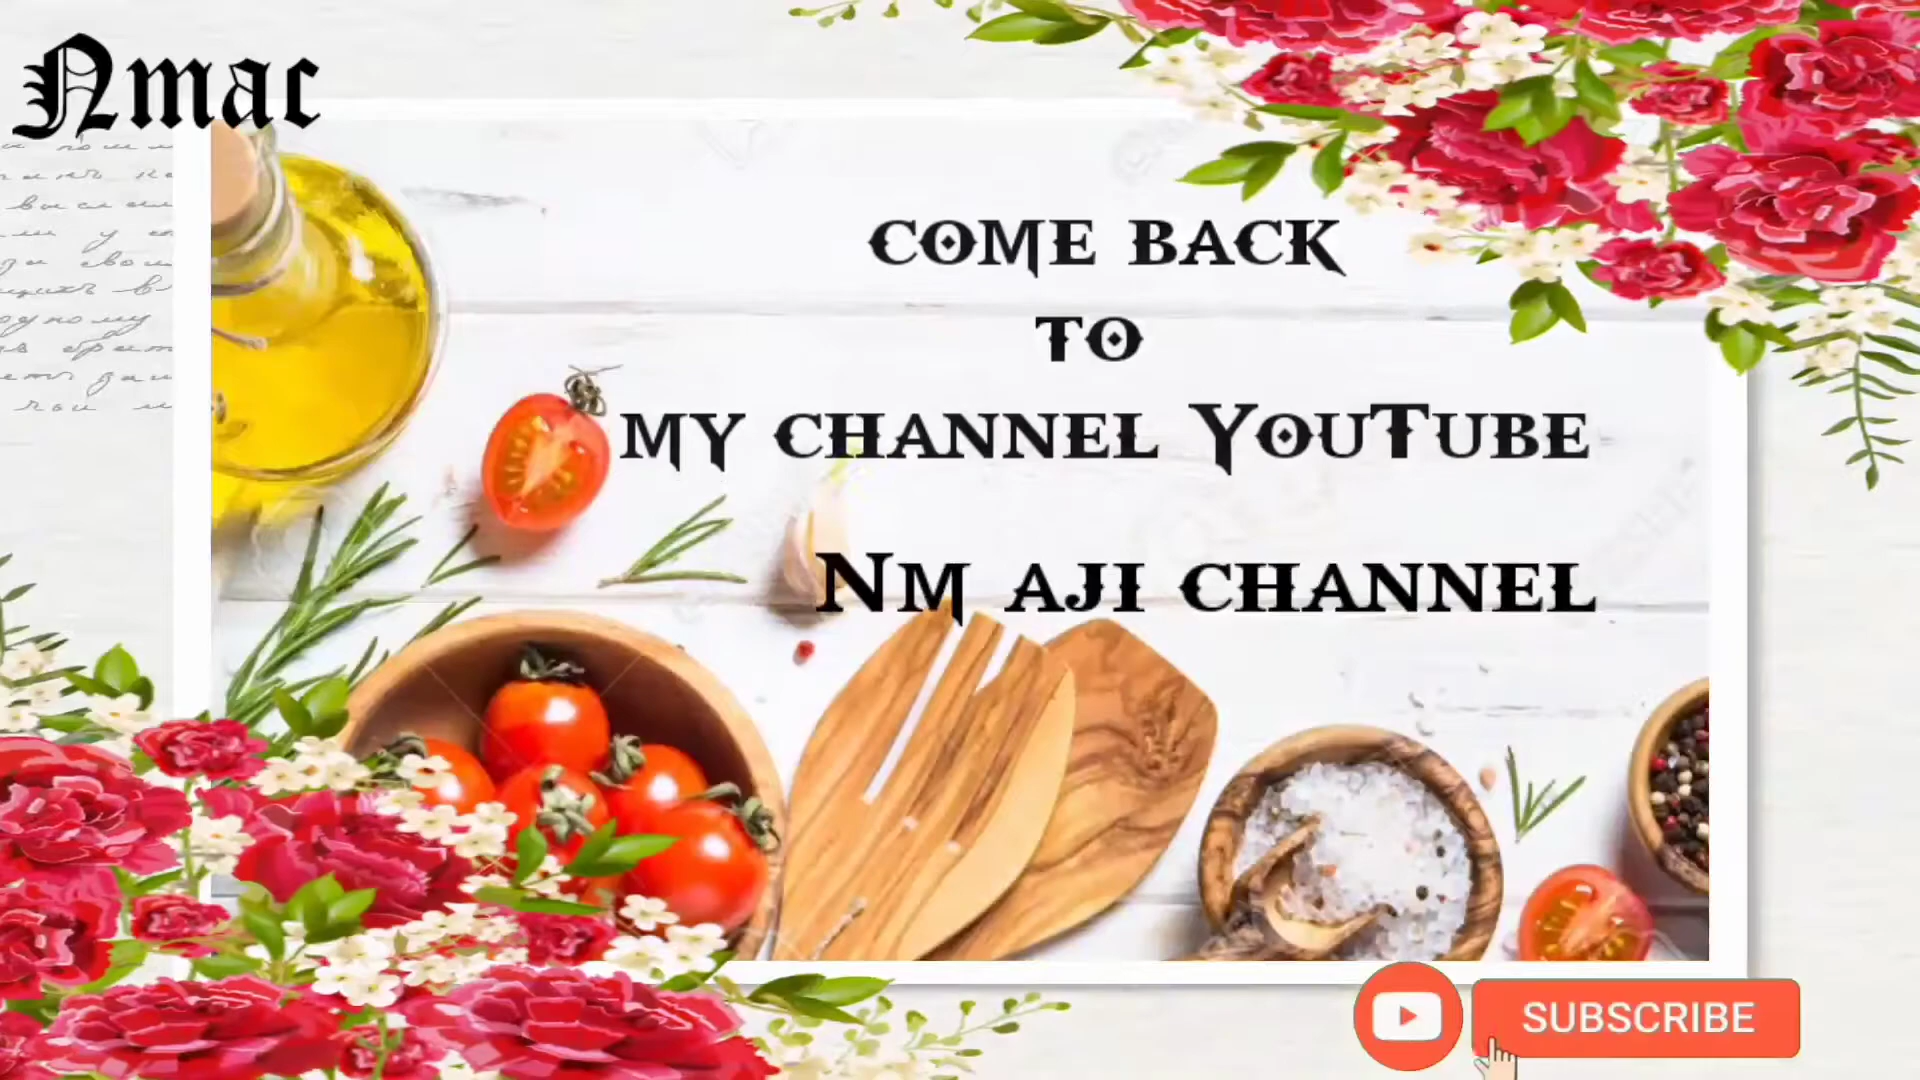 Nmac
COME BACK
TO
MY CHANNEL YOUTUBE
NM AJI CHANNEL
SUBSCRIBE